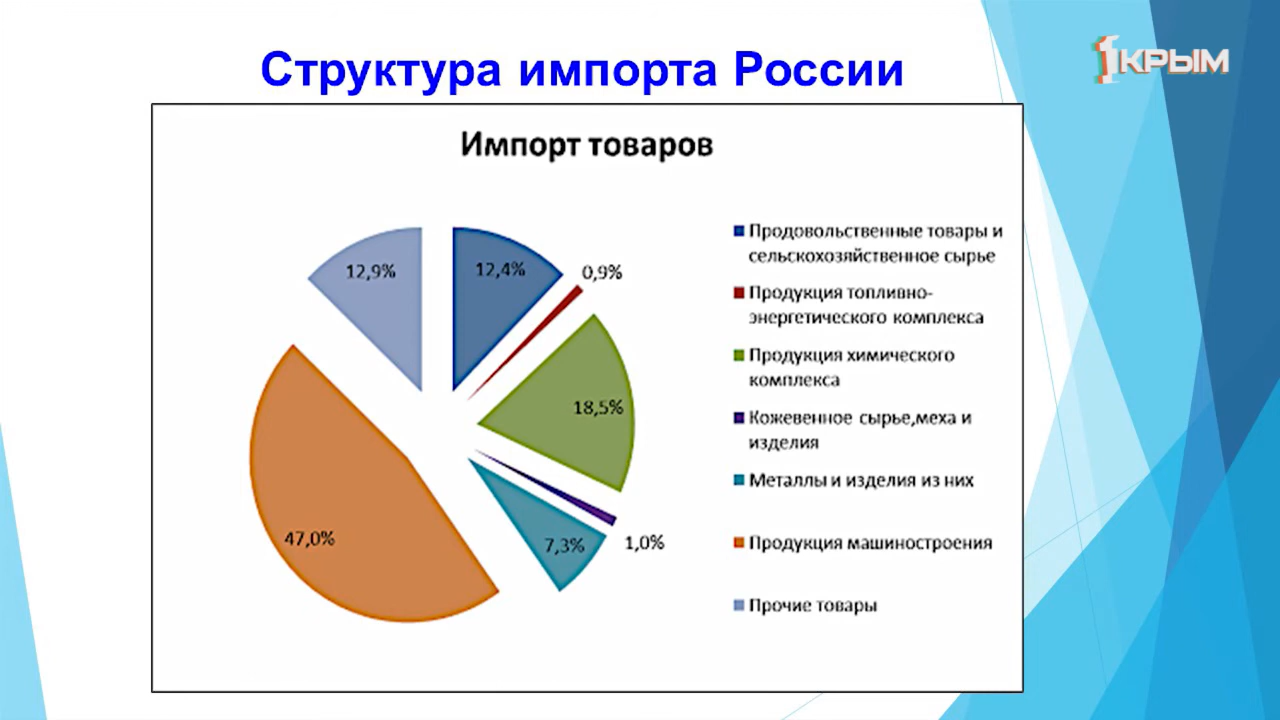 1КРЫМ
Структура импорта России
Импорт товаров
12,9%
12,4%
0,9%
18,5%
47,0%
7,3%
1,0%
Продовольственные товары и
сельскохозяйственное сырье
Продукция топливно-
энергетического комплекса
Продукция химического
комплекса
Кожевенное сырье,меха и
изделия
Металлы и изделия из них
Продукция машиностроения
Прочие товары